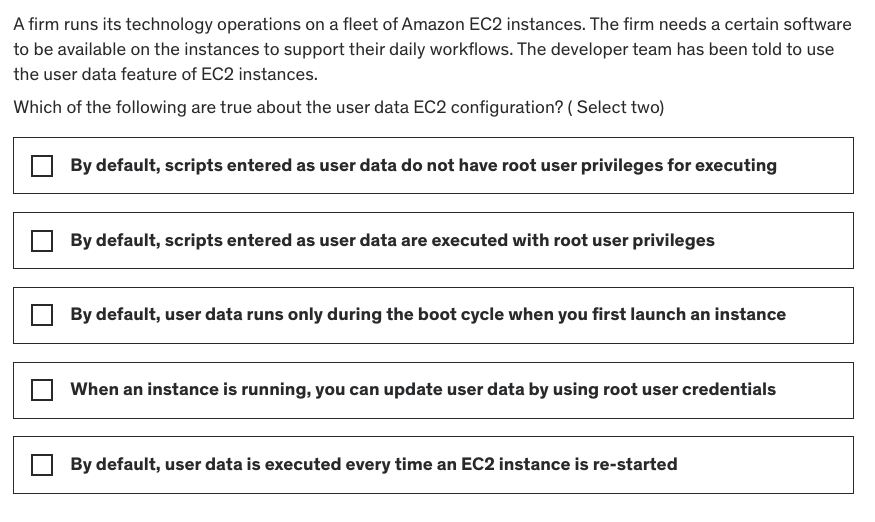 A firm runs its technology operations on a fleet of Amazon EC2 instances. The firm needs a certain software
to be available on the instances to support their daily workflows. The developer team has been told to use
the user data feature of EC2 instances.
Which of the following are true about the user data EC2 configuration? ( Select two)
By default, scripts entered as user data do not have root user privileges for executing
By default, scripts entered as user data are executed with root user privileges
By default, user data runs only during the boot cycle when you first launch an instance
When an instance is running, you can update user data by using root user credentials
By default, user data is executed every time an EC2 instance is re-started